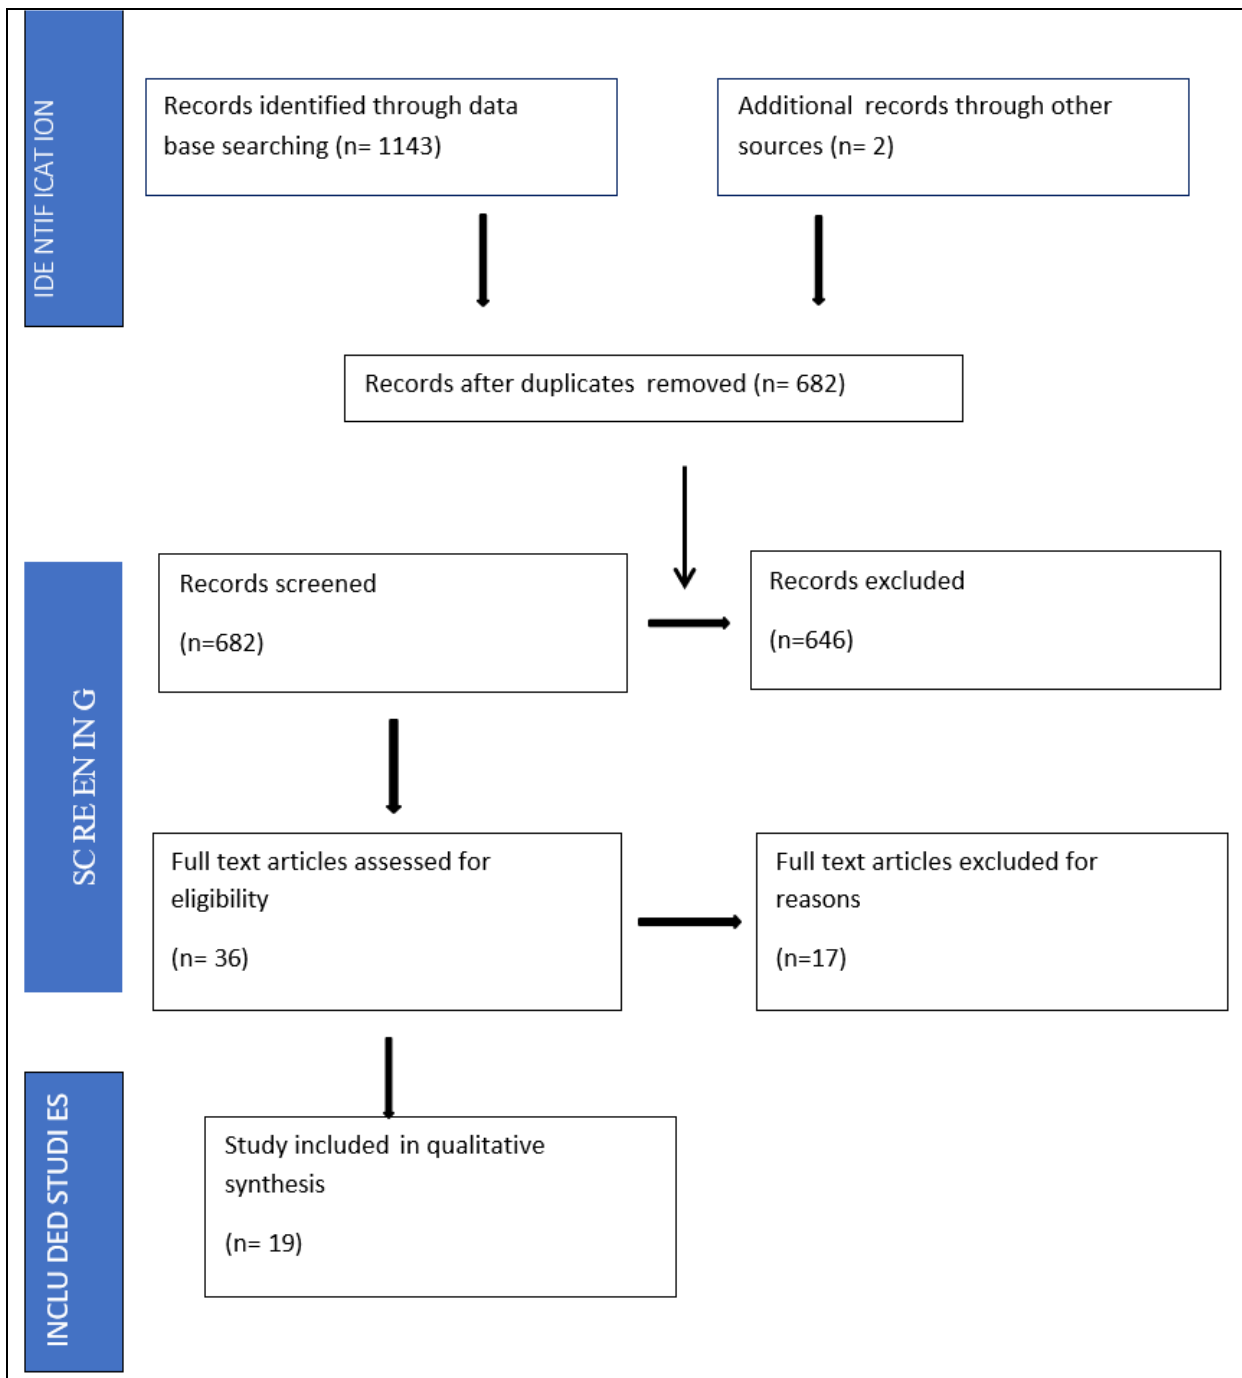 IDE NTIF ICAT ION
Records identified through data
base searching (n= 1143)
Additional records through other
sources (n= 2)
Records after duplicates removed (n= 682)
SC RE EN IN G
Records screened
(n=682)
Records excluded
(n=646)
Full text articles assessed for
eligibility
(n= 36)
Full text articles excluded for
reasons
(n=17)
INCLU DED STUDI ES
Study included in qualitative
synthesis
(n= 19)